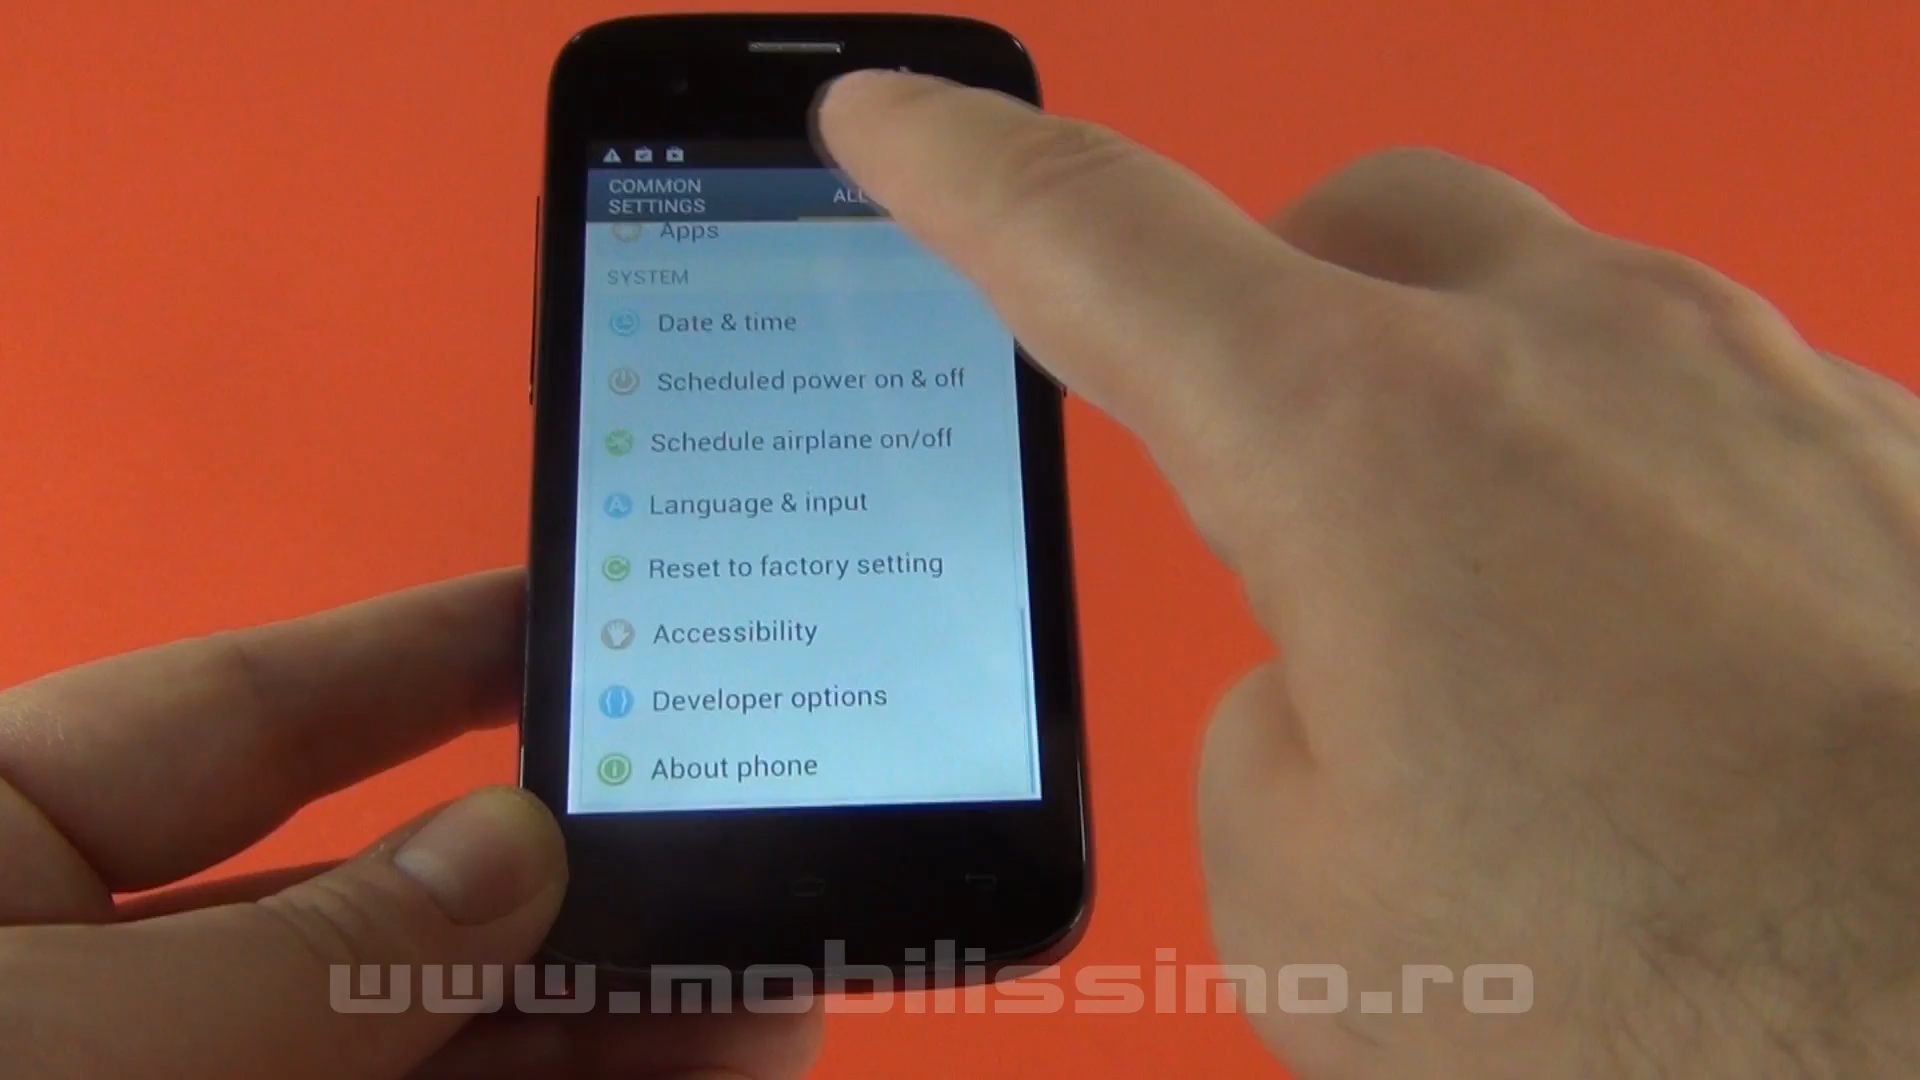 COMMON
SETTINGS
ALL
Apps
SYSTEM
Date & time
Scheduled power on & off
Schedule airplane on/off
Language & input
Reset to factory setting
Accessibility
Developer options
About phone
www.mobilissimo.ro